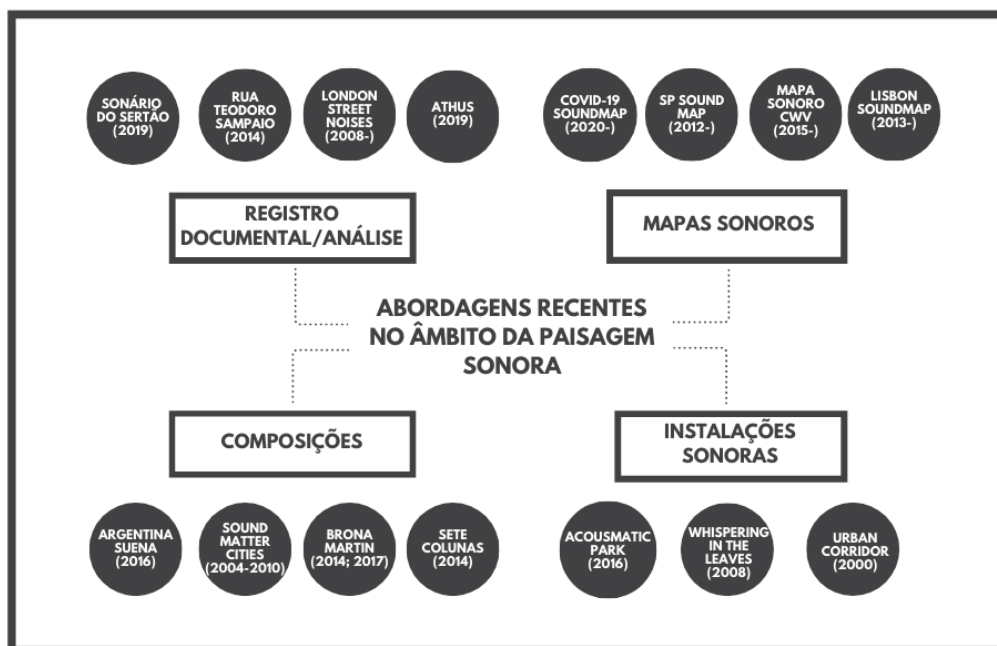 SONÁRIO
DO SERTÃO
(2019)
RUA
TEODORO
SAMPAIO
(2014)
LONDON
STREET
NOISES
(2008-)
ATHUS
(2019)
COVID-19
SOUNDMAP
(2020-)
SP SOUND
MAP
(2012-)
MAPA
SONORO
CWV
(2015-)
LISBON
SOUNDMAP
(2013-)
REGISTRO
DOCUMENTAL/ANÁLISE
MAPAS SONOROS
ABORDAGENS RECENTES
NO ÂMBITO DA PAISAGEM
SONORA
COMPOSIÇÕES
INSTALAÇÕES
SONORAS
ARGENTINA
SUENA
(2016)
SOUND
MATTER
CITIES
(2004-2010)
BRONA
MARTIN
(2014; 2017)
SETE
COLUNAS
(2014)
ACOUSMATIC
PARK
(2016)
WHISPERING
IN THE
LEAVES
(2008)
URBAN
CORRIDOR
(2000)